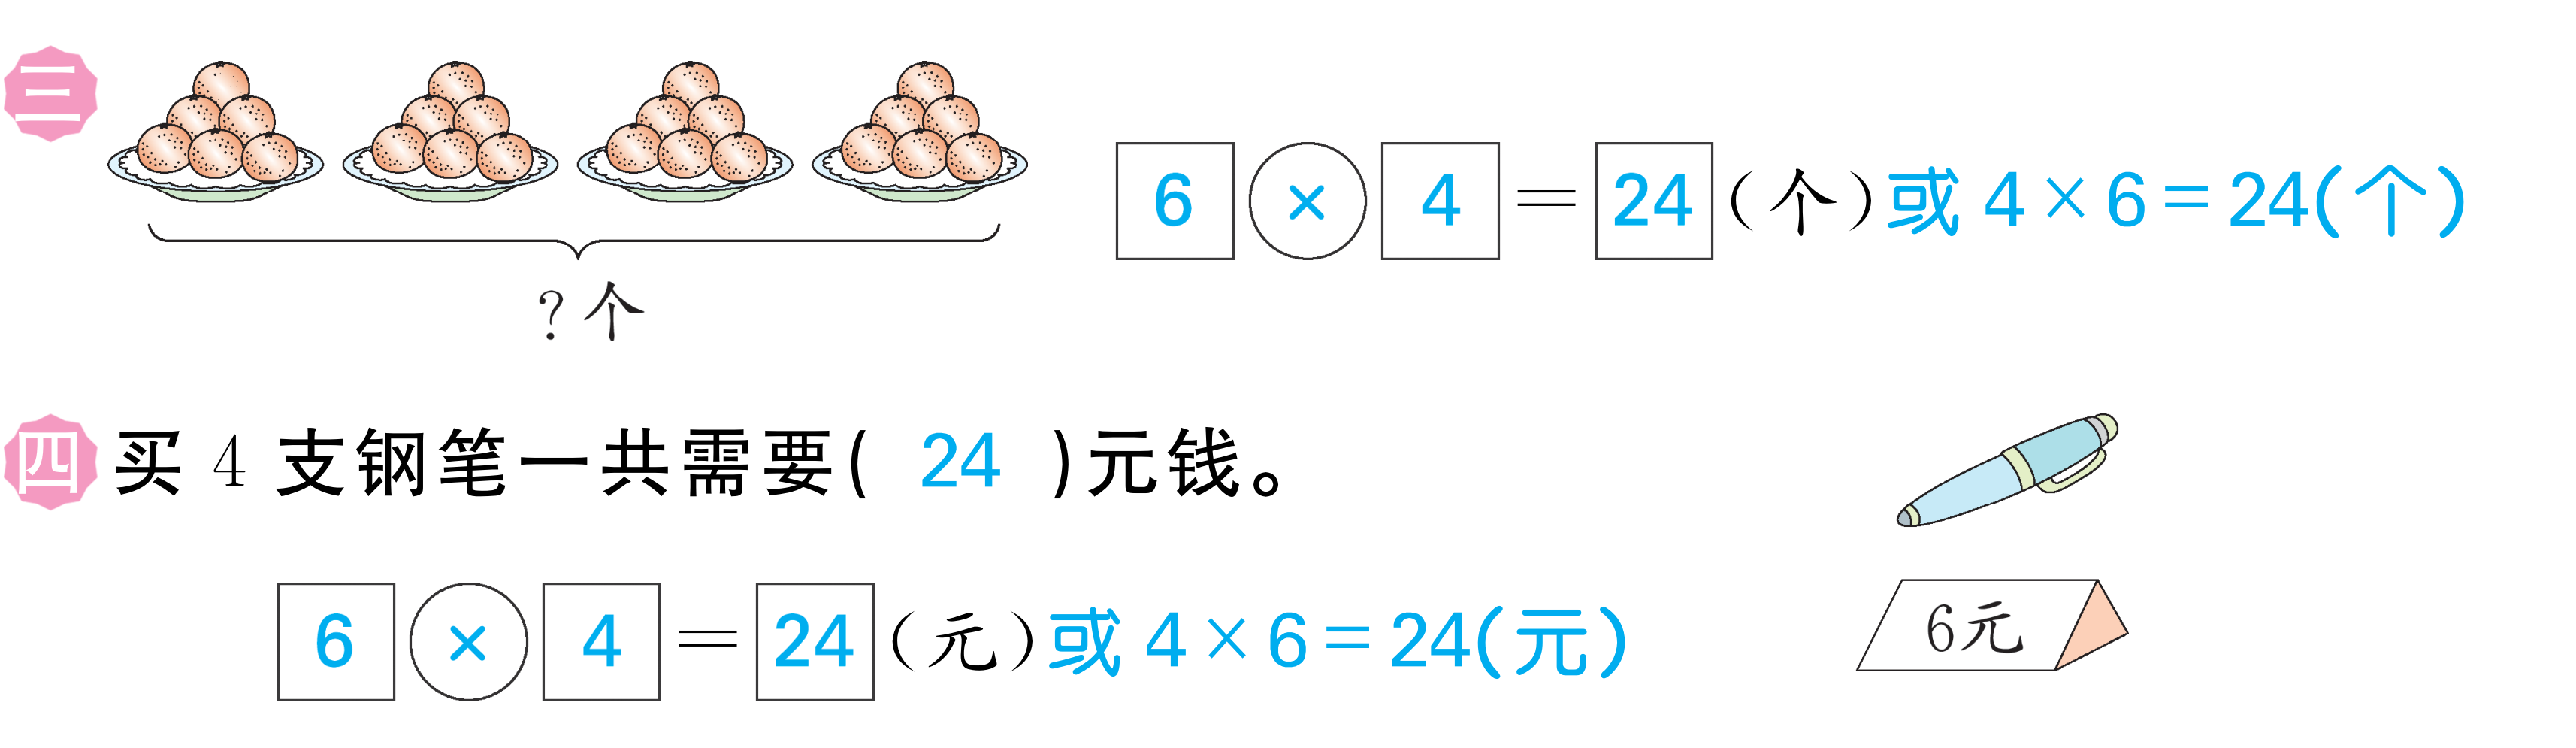 三
6 × 4 = 24 (个) 或 4 × 6 = 24(个)
? 个
四 买 4 支钢笔一共需要( 24 )元钱。
6 × 4 = 24 (元) 或 4 × 6 = 24(元)
6元